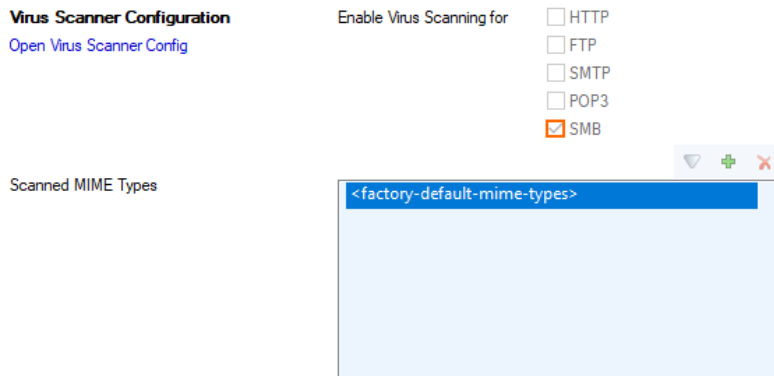 Virus Scanner Configuration
Enable Virus Scanning for
HTTP
Open Virus Scanner Config
FTP
SMTP
POP3
SMB
Scanned MIME Types
<factory-default-mime-types>